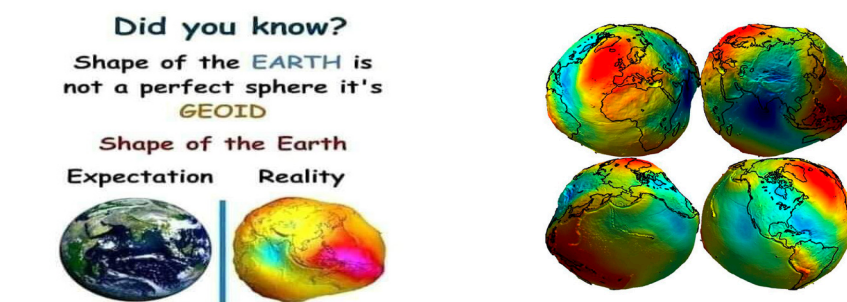 Did you know?
Shape of the EARTH is
not a perfect sphere it's
GEOID
Shape of the Earth
Expectation Reality